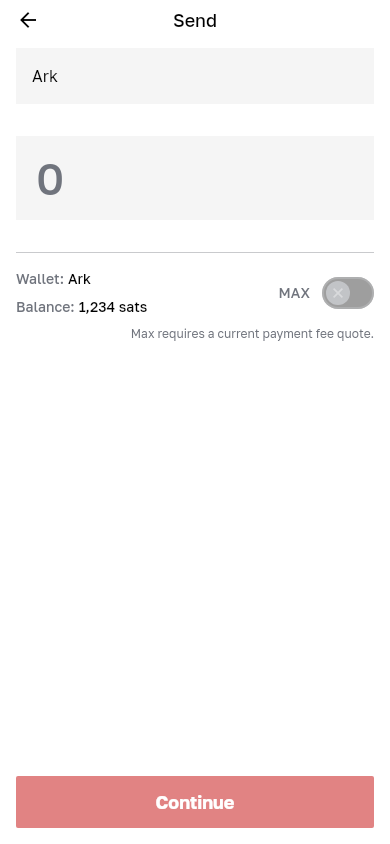 Send
Ark
0
Wallet: Ark
Balance: 1,234 sats
MAX
Max requires a current payment fee quote.
Continue